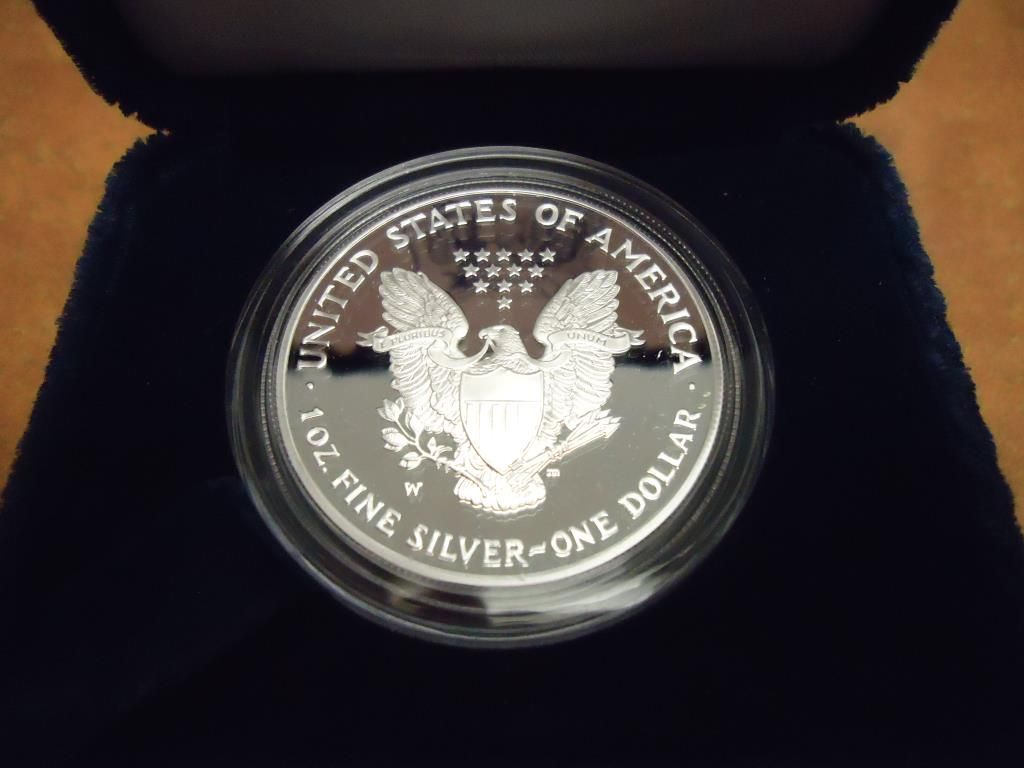 UNITED STATES OF AMERICA
E PLURIBUS UNUM
W
· 1 OZ. FINE SILVER~ONE DOLLAR ·